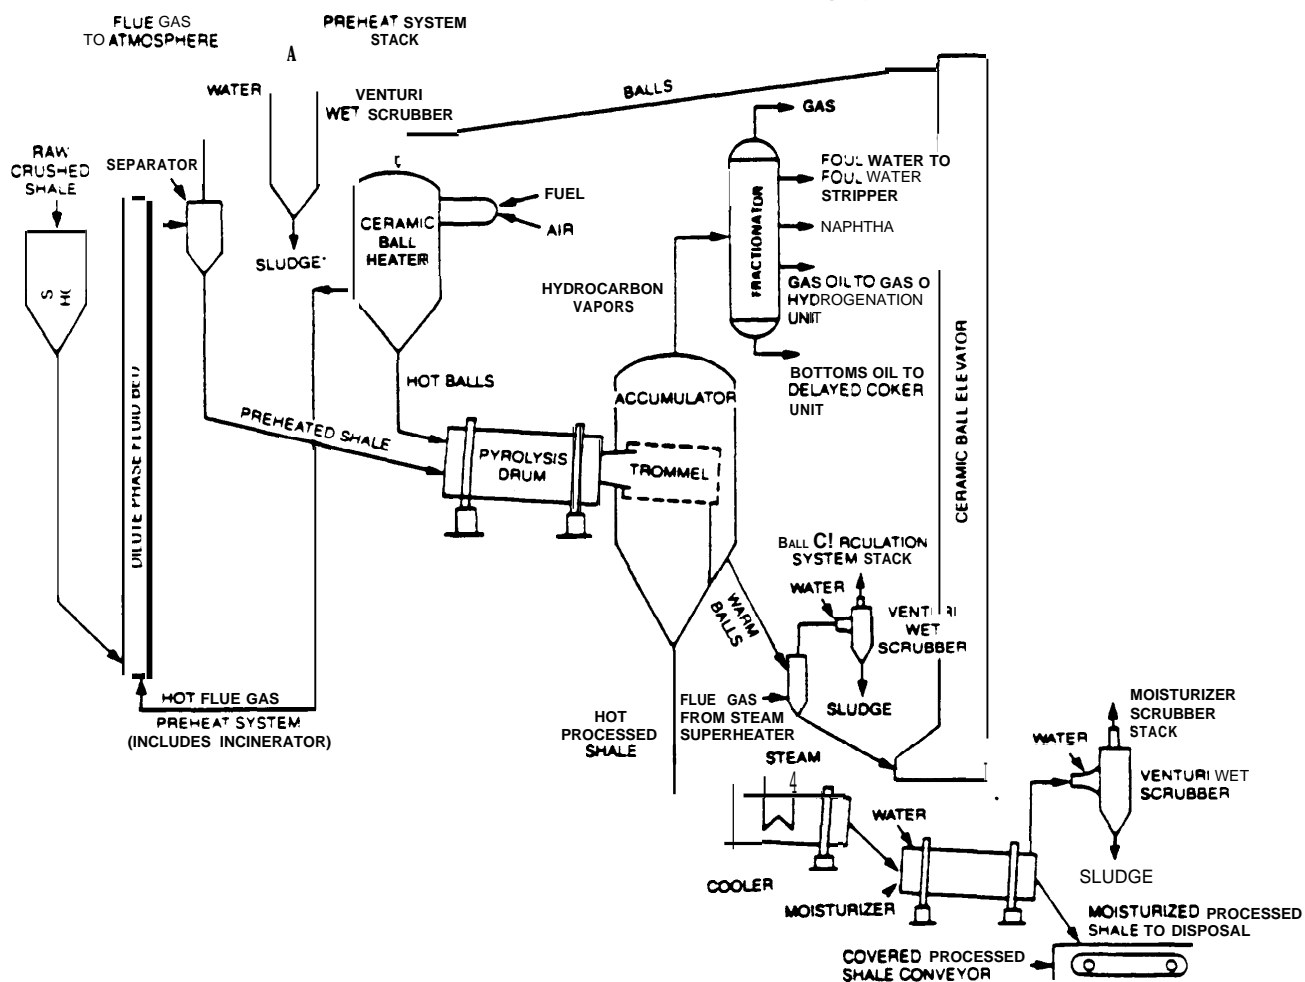 FLUE GAS
TO ATMOSPHERE
PREHEAT SYSTEM
STACK
A
WATER
VENTURI
WET SCRUBBER
BALLS
GAS
RAW
CRUSHED
SHALE
SEPARATOR
FOUL WATER TO
FOUL WATER
STRIPPER
FUEL
AIR
CERAMIC
BALL
HEATER
FRACTIONATOR
NAPHTHA
SLUDGE
HYDROCARBON
VAPORS
GAS OIL TO GAS O
HYDROGENATION
UNIT
S
H(
CERAMIC BALL ELEVATOR
DILUTE PHASE FLUID BED
HOT BALLS
BOTTOMS OIL TO
DELAYED COKER
UNIT
ACCUMULATOR
PREHEATED SHALE
PYROLYSIS
DRUM
TROMMEL
BALL C! RCULATION
SYSTEM STACK
WATER
WARM
BALLS
VENTURI
WET
SCRUBBER
HOT FLUE GAS
PREHEAT SYSTEM
(INCLUDES INCINERATOR)
FLUE GAS
FROM STEAM
SUPERHEATER
SLUDGE
HOT
PROCESSED
SHALE
MOISTURIZER
SCRUBBER
STACK
WATER
STEAM
4
VENTURI WET
SCRUBBER
WATER
COOLER
SLUDGE
MOISTURIZER
MOISTURIZED PROCESSED
SHALE TO DISPOSAL
COVERED PROCESSED
SHALE CONVEYOR